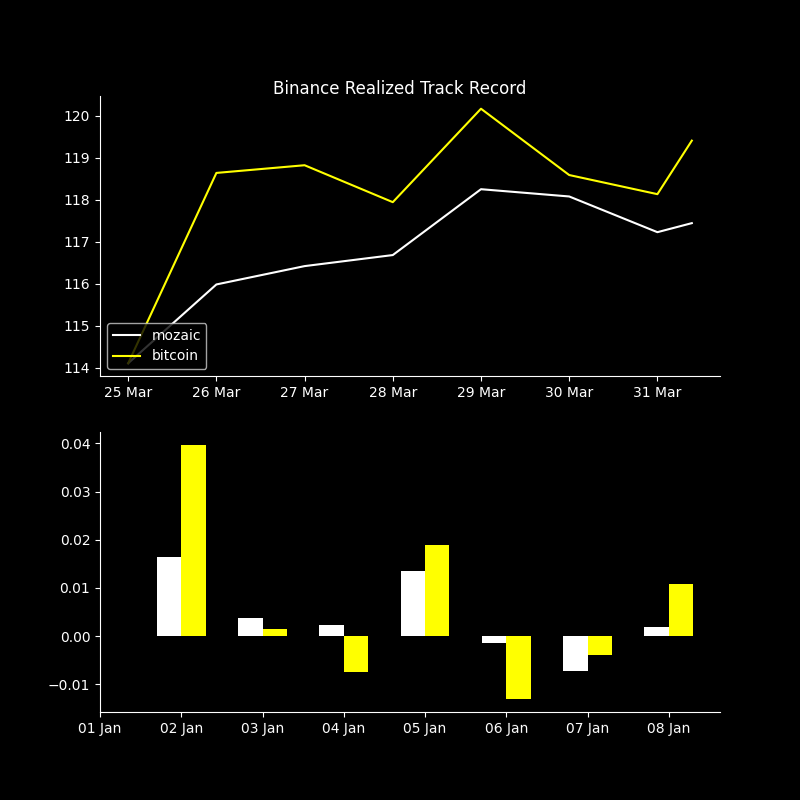 Binance Realized Track Record
120
119
118
117
116
115
114
mozaic
bitcoin
25 Mar 26 Mar 27 Mar 28 Mar 29 Mar 30 Mar 31 Mar
0.04
0.03
0.02
0.01
0.00
−0.01
01 Jan 02 Jan 03 Jan 04 Jan 05 Jan 06 Jan 07 Jan 08 Jan